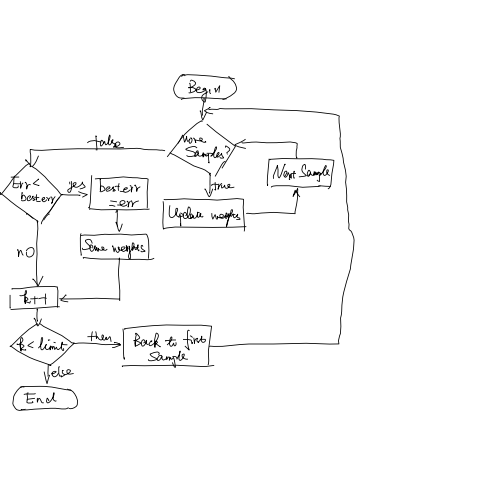 Begin
more
Samples?
false
true
Next Sample
Update weights
Err <
besterr
yes
besterr
= err
Some weights
no
k++
k < limit
then
Back to first
Sample
else
End